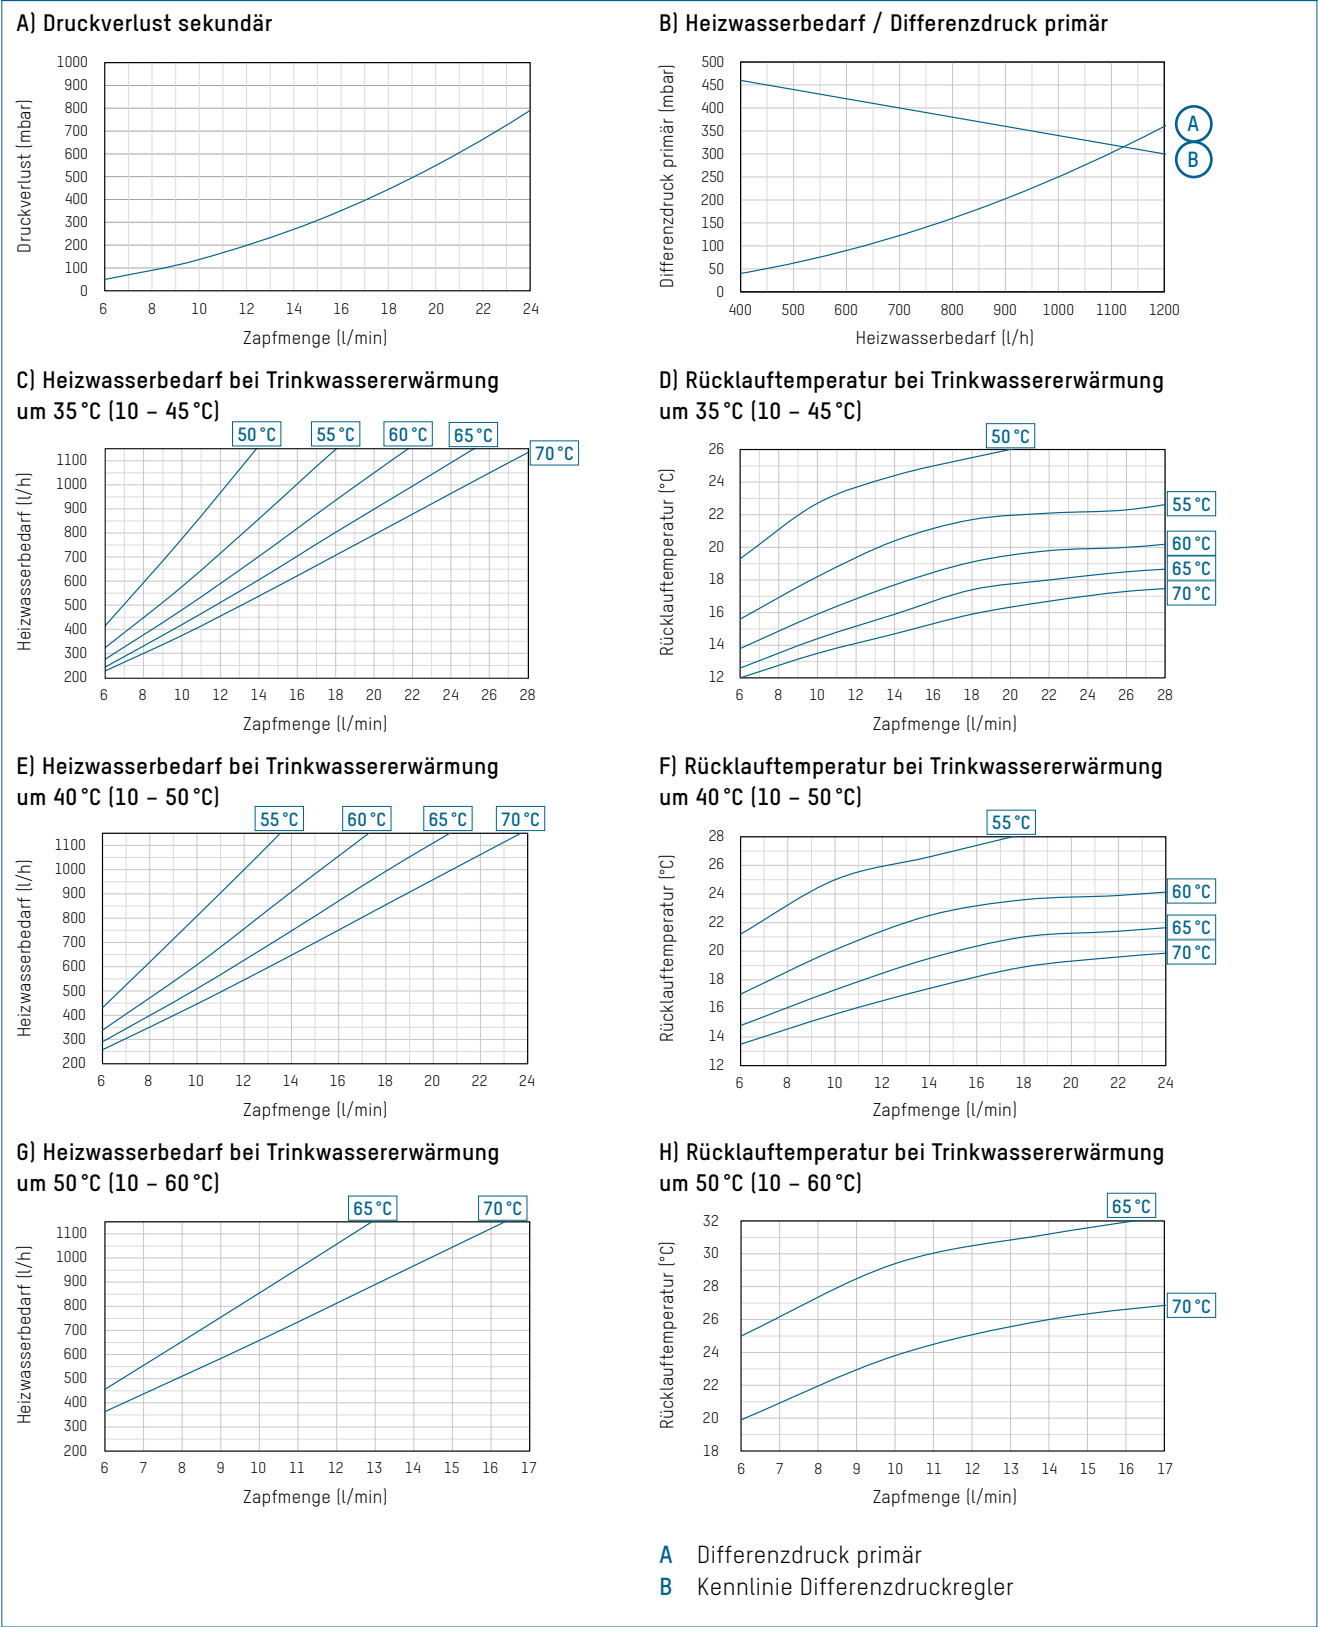 A) Druckverlust sekundär
Druckverlust (mbar)
1000
900
800
700
600
500
400
300
200
100
0
6 8 10 12 14 16 18 20 22 24
Zapfmenge (l/min)
B) Heizwasserbedarf / Differenzdruck primär
Differenzdruck primär (mbar)
500
450
400
350
300
250
200
150
100
50
0
A
B
400 500 600 700 800 900 1000 1100 1200
Heizwasserbedarf (l/h)
C) Heizwasserbedarf bei Trinkwassererwärmung
um 35 °C (10 – 45 °C)
50 °C 55 °C 60 °C 65 °C
70 °C
Heizwasserbedarf (l/h)
1100
1000
900
800
700
600
500
400
300
200
6 8 10 12 14 16 18 20 22 24 26 28
Zapfmenge (l/min)
D) Rücklauftemperatur bei Trinkwassererwärmung
um 35 °C (10 – 45 °C)
50 °C
Rücklauftemperatur (°C)
26
24
22
20
18
16
14
12
55 °C
60 °C
65 °C
70 °C
6 8 10 12 14 16 18 20 22 24 26 28
Zapfmenge (l/min)
E) Heizwasserbedarf bei Trinkwassererwärmung
um 40 °C (10 – 50 °C)
55 °C 60 °C 65 °C 70 °C
Heizwasserbedarf (l/h)
1100
1000
900
800
700
600
500
400
300
200
6 8 10 12 14 16 18 20 22 24
Zapfmenge (l/min)
F) Rücklauftemperatur bei Trinkwassererwärmung
um 40 °C (10 – 50 °C)
55 °C
Rücklauftemperatur (°C)
28
26
24
22
20
18
16
14
12
60 °C
65 °C
70 °C
6 8 10 12 14 16 18 20 22 24
Zapfmenge (l/min)
G) Heizwasserbedarf bei Trinkwassererwärmung
um 50 °C (10 – 60 °C)
65 °C 70 °C
Heizwasserbedarf (l/h)
1100
1000
900
800
700
600
500
400
300
200
6 7 8 9 10 11 12 13 14 15 16 17
Zapfmenge (l/min)
H) Rücklauftemperatur bei Trinkwassererwärmung
um 50 °C (10 – 60 °C)
65 °C
Rücklauftemperatur (°C)
32
30
28
26
24
22
20
18
70 °C
6 7 8 9 10 11 12 13 14 15 16 17
Zapfmenge (l/min)
A Differenzdruck primär
B Kennlinie Differenzdruckregler